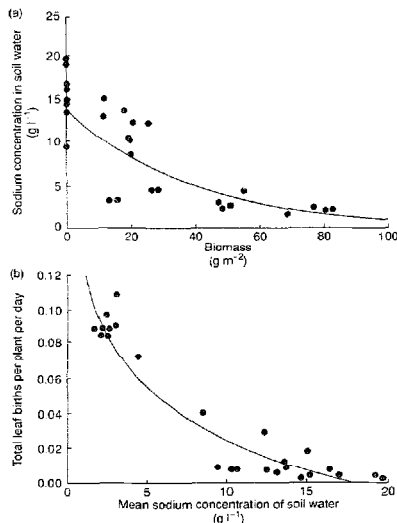 (a)
Sodium concentration in soil water
(g l⁻¹)
25
20
15
10
5
0
0 20 40 60 80 100
Biomass
(g m⁻²)
(b)
Total leaf births per plant per day
0.12
0.10
0.08
0.06
0.04
0.02
0.00
0 5 10 15 20
Mean sodium concentration of soil water
(g l⁻¹)